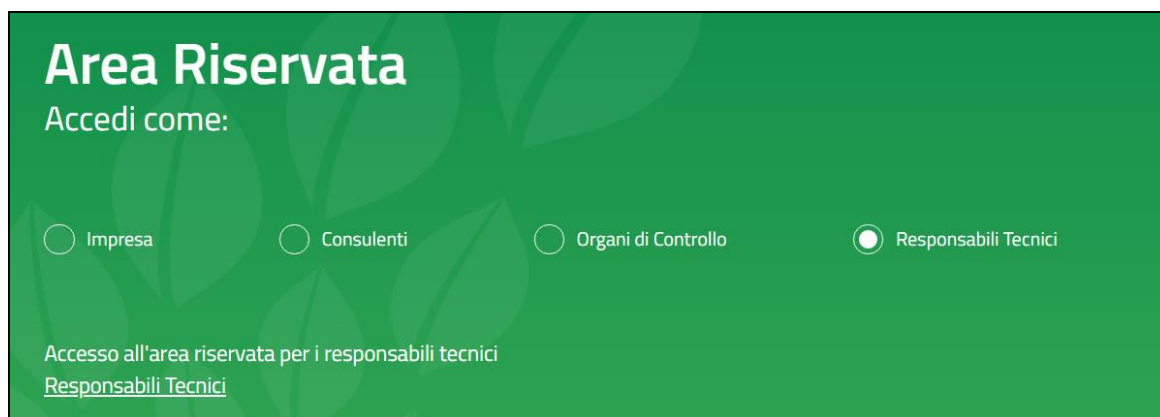 Area Riservata
Accedi come:
Impresa
Consulenti
Organi di Controllo
Responsabili Tecnici
Accesso all'area riservata per i responsabili tecnici
Responsabili Tecnici